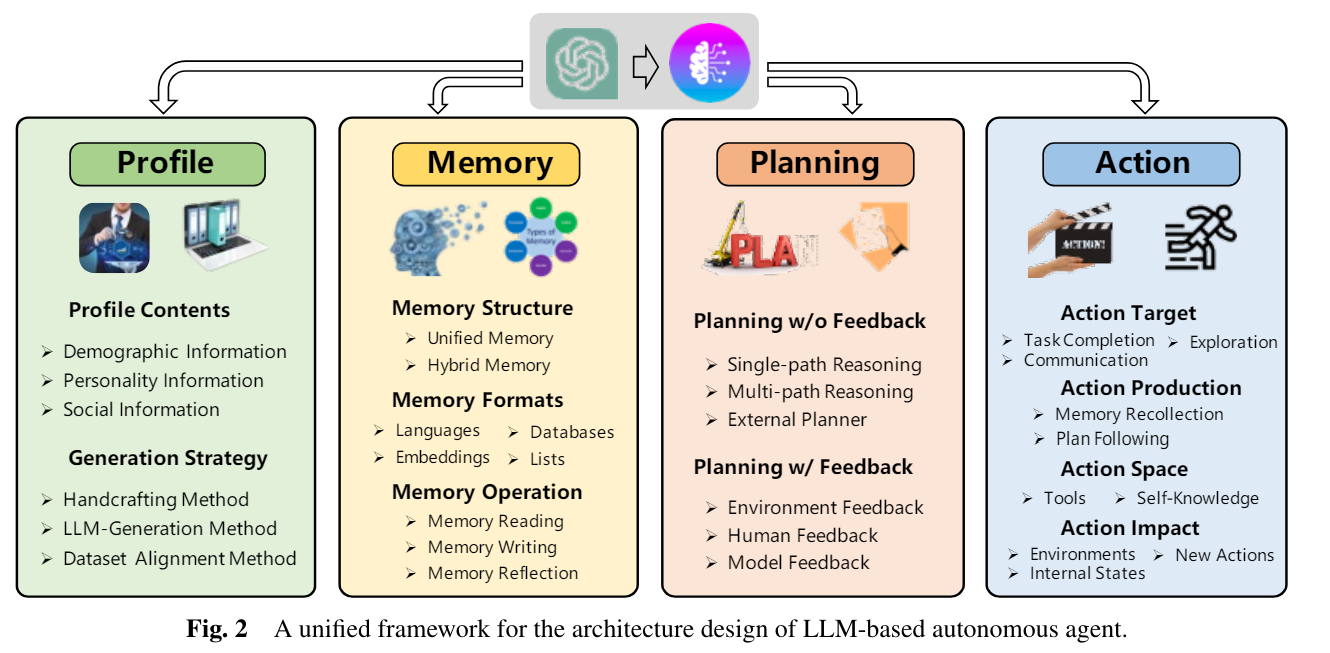 Profile
Profile Contents
Demographic Information
Personality Information
Social Information
Generation Strategy
Handcrafting Method
LLM-Generation Method
Dataset Alignment Method
Memory
Types of
Memory
Memory Structure
Unified Memory
Hybrid Memory
Memory Formats
Languages Databases
Embeddings Lists
Memory Operation
Memory Reading
Memory Writing
Memory Reflection
Planning
PLAN
Planning w/o Feedback
Single-path Reasoning
Multi-path Reasoning
External Planner
Planning w/ Feedback
Environment Feedback
Human Feedback
Model Feedback
Action
ACTION!
Action Target
Task Completion Exploration
Communication
Action Production
Memory Recollection
Plan Following
Action Space
Tools Self-Knowledge
Action Impact
Environments New Actions
Internal States
Fig. 2 A unified framework for the architecture design of LLM-based autonomous agent.